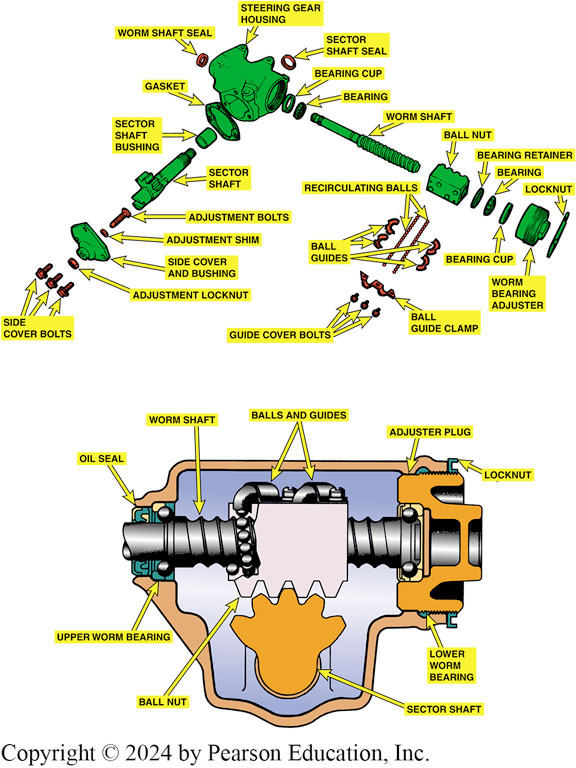 STEERING GEAR
HOUSING
WORM SHAFT SEAL
SECTOR
SHAFT SEAL
BEARING CUP
GASKET
BEARING
WORM SHAFT
SECTOR
SHAFT
BUSHING
BALL NUT
BEARING RETAINER
BEARING
SECTOR
SHAFT
RECIRCULATING BALLS
LOCKNUT
ADJUSTMENT BOLTS
ADJUSTMENT SHIM
BALL
GUIDES
SIDE COVER
AND BUSHING
BEARING CUP
ADJUSTMENT LOCKNUT
WORM
BEARING
ADJUSTER
SIDE
COVER BOLTS
GUIDE COVER BOLTS
BALL
GUIDE CLAMP
WORM SHAFT
BALLS AND GUIDES
ADJUSTER PLUG
OIL SEAL
LOCKNUT
UPPER WORM BEARING
LOWER
WORM
BEARING
BALL NUT
SECTOR SHAFT
Copyright © 2024 by Pearson Education, Inc.